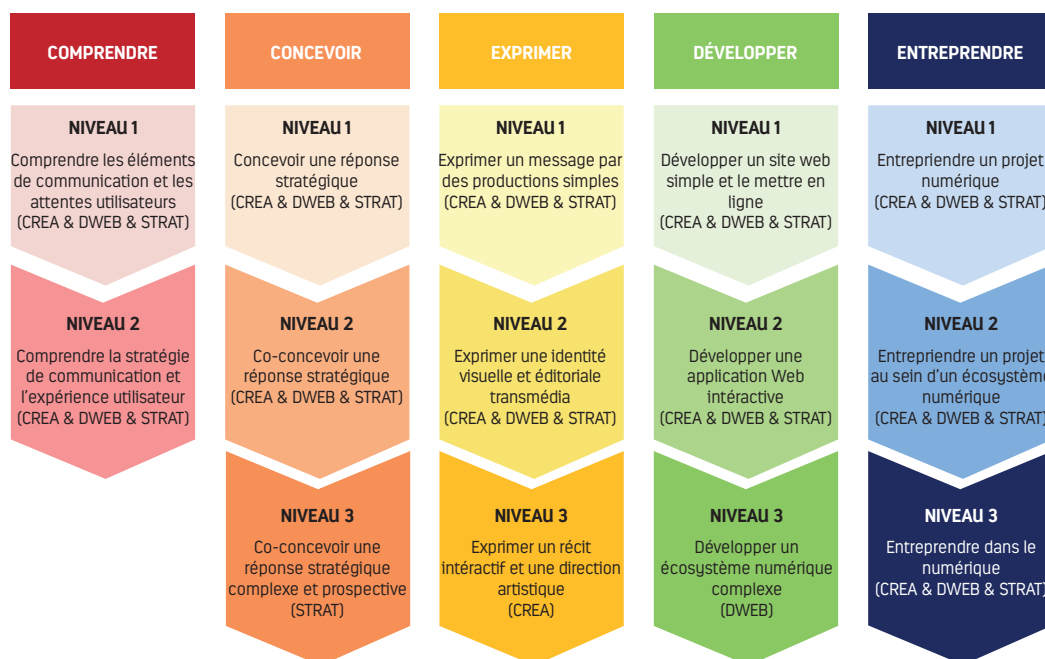 COMPRENDRE
NIVEAU 1
Comprendre les éléments
de communication et les
attentes utilisateurs
(CREA & DWEB & STRAT)
NIVEAU 2
Comprendre la stratégie
de communication et
l'expérience utilisateur
(CREA & DWEB & STRAT)
CONCEVOIR
NIVEAU 1
Concevoir une réponse
stratégique
(CREA & DWEB & STRAT)
NIVEAU 2
Co-concevoir une
réponse stratégique
(CREA & DWEB & STRAT)
NIVEAU 3
Co-concevoir une
réponse stratégique
complexe et prospective
(STRAT)
EXPRIMER
NIVEAU 1
Exprimer un message par
des productions simples
(CREA & DWEB & STRAT)
NIVEAU 2
Exprimer une identité
visuelle et éditoriale
transmédia
(CREA & DWEB & STRAT)
NIVEAU 3
Exprimer un récit
intéractif et une direction
artistique
(CREA)
DÉVELOPPER
NIVEAU 1
Développer un site web
simple et le mettre en
ligne
(CREA & DWEB & STRAT)
NIVEAU 2
Développer une
application Web
intéractive
(CREA & DWEB & STRAT)
NIVEAU 3
Développer un
écosystème numérique
complexe
(DWEB)
ENTREPRENDRE
NIVEAU 1
Entrepriendre un projet
numérique
(CREA & DWEB & STRAT)
NIVEAU 2
Entrepriendre un projet
au sein d'un écosystème
numérique
(CREA & DWEB & STRAT)
NIVEAU 3
Entreprendre dans le
numérique
(CREA & DWEB & STRAT)